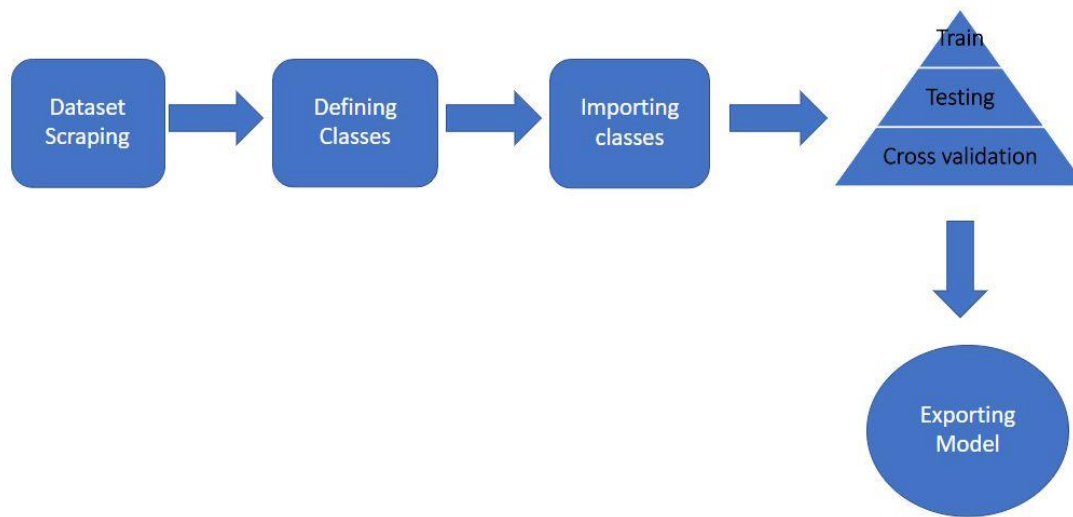 Dataset
Scraping
Defining
Classes
Importing
classes
Train
Testing
Cross validation
Exporting
Model